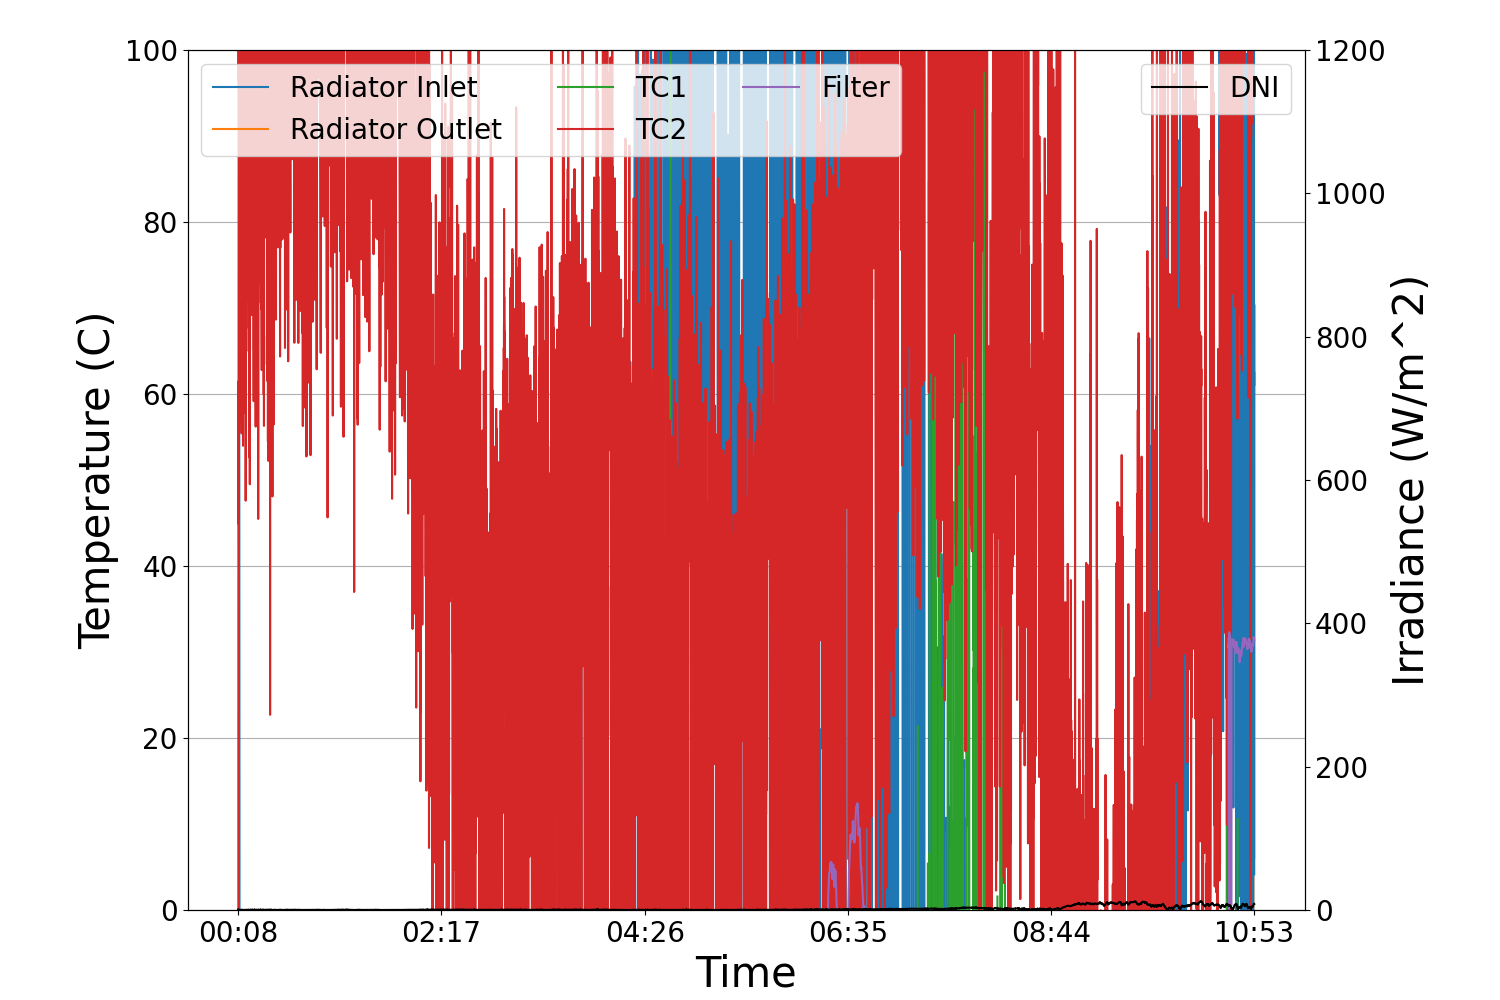 100
80
60
40
20
0
Temperature (C)
Radiator Inlet
Radiator Outlet
TC1
TC2
Filter
DNI
1200
1000
800
600
400
200
0
Irradiance (W/m^2)
00:08 02:17 04:26 06:35 08:44 10:53
Time